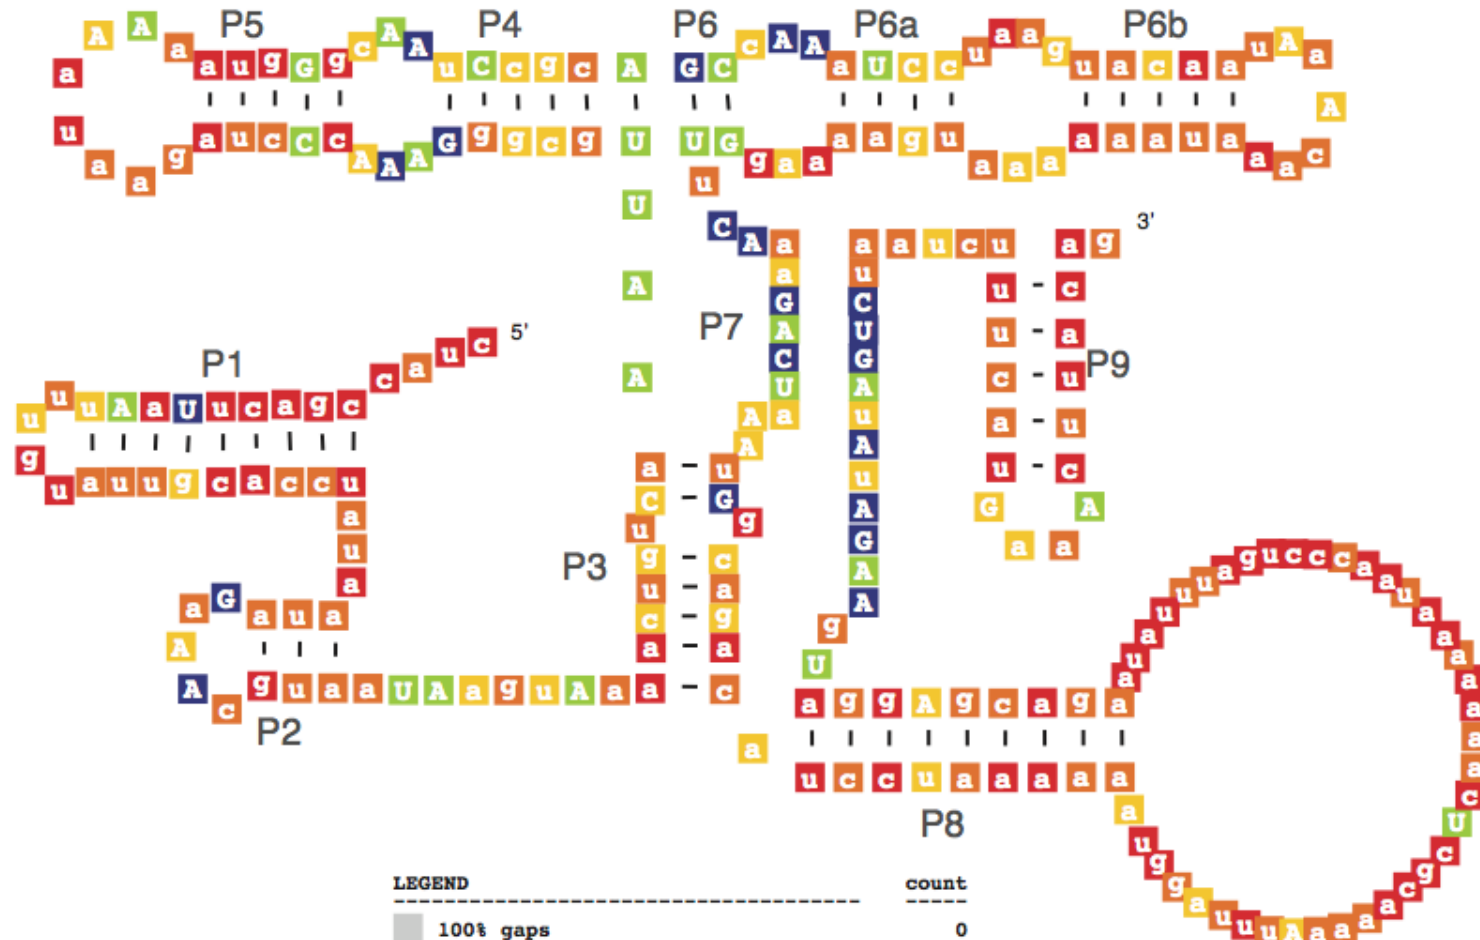 P5 P4 P6 P6a P6b
a A A a a u g G g c A A u C c g c A G C c A A a U C c u a a g u a c a a u A a A
u a a g a u c C c A A A G g g c g U U G g a a a a g u a a a a a a u a a a c
U A A
u C A a a G A C U a A A
P7
a a u c u a g 3'
u C U G A u A u A G A A g U
u u c a u G a a A c u u a c
P9
5'
c u a c
P1
u u u A a U u c a g c
g u a u u g c a c c u
a u a
a G a u a
A A c g u a a U A A a g u A a a
P2
P3
a C u g u c a a
u G g c a g a c
a
a g g A g c a g a
u c c u a a a a a
P8
a u a u u u a g u c c c a a u a a a a a a a c U c g c a a a a A u u u a g g u a
LEGEND count
100% gaps 0